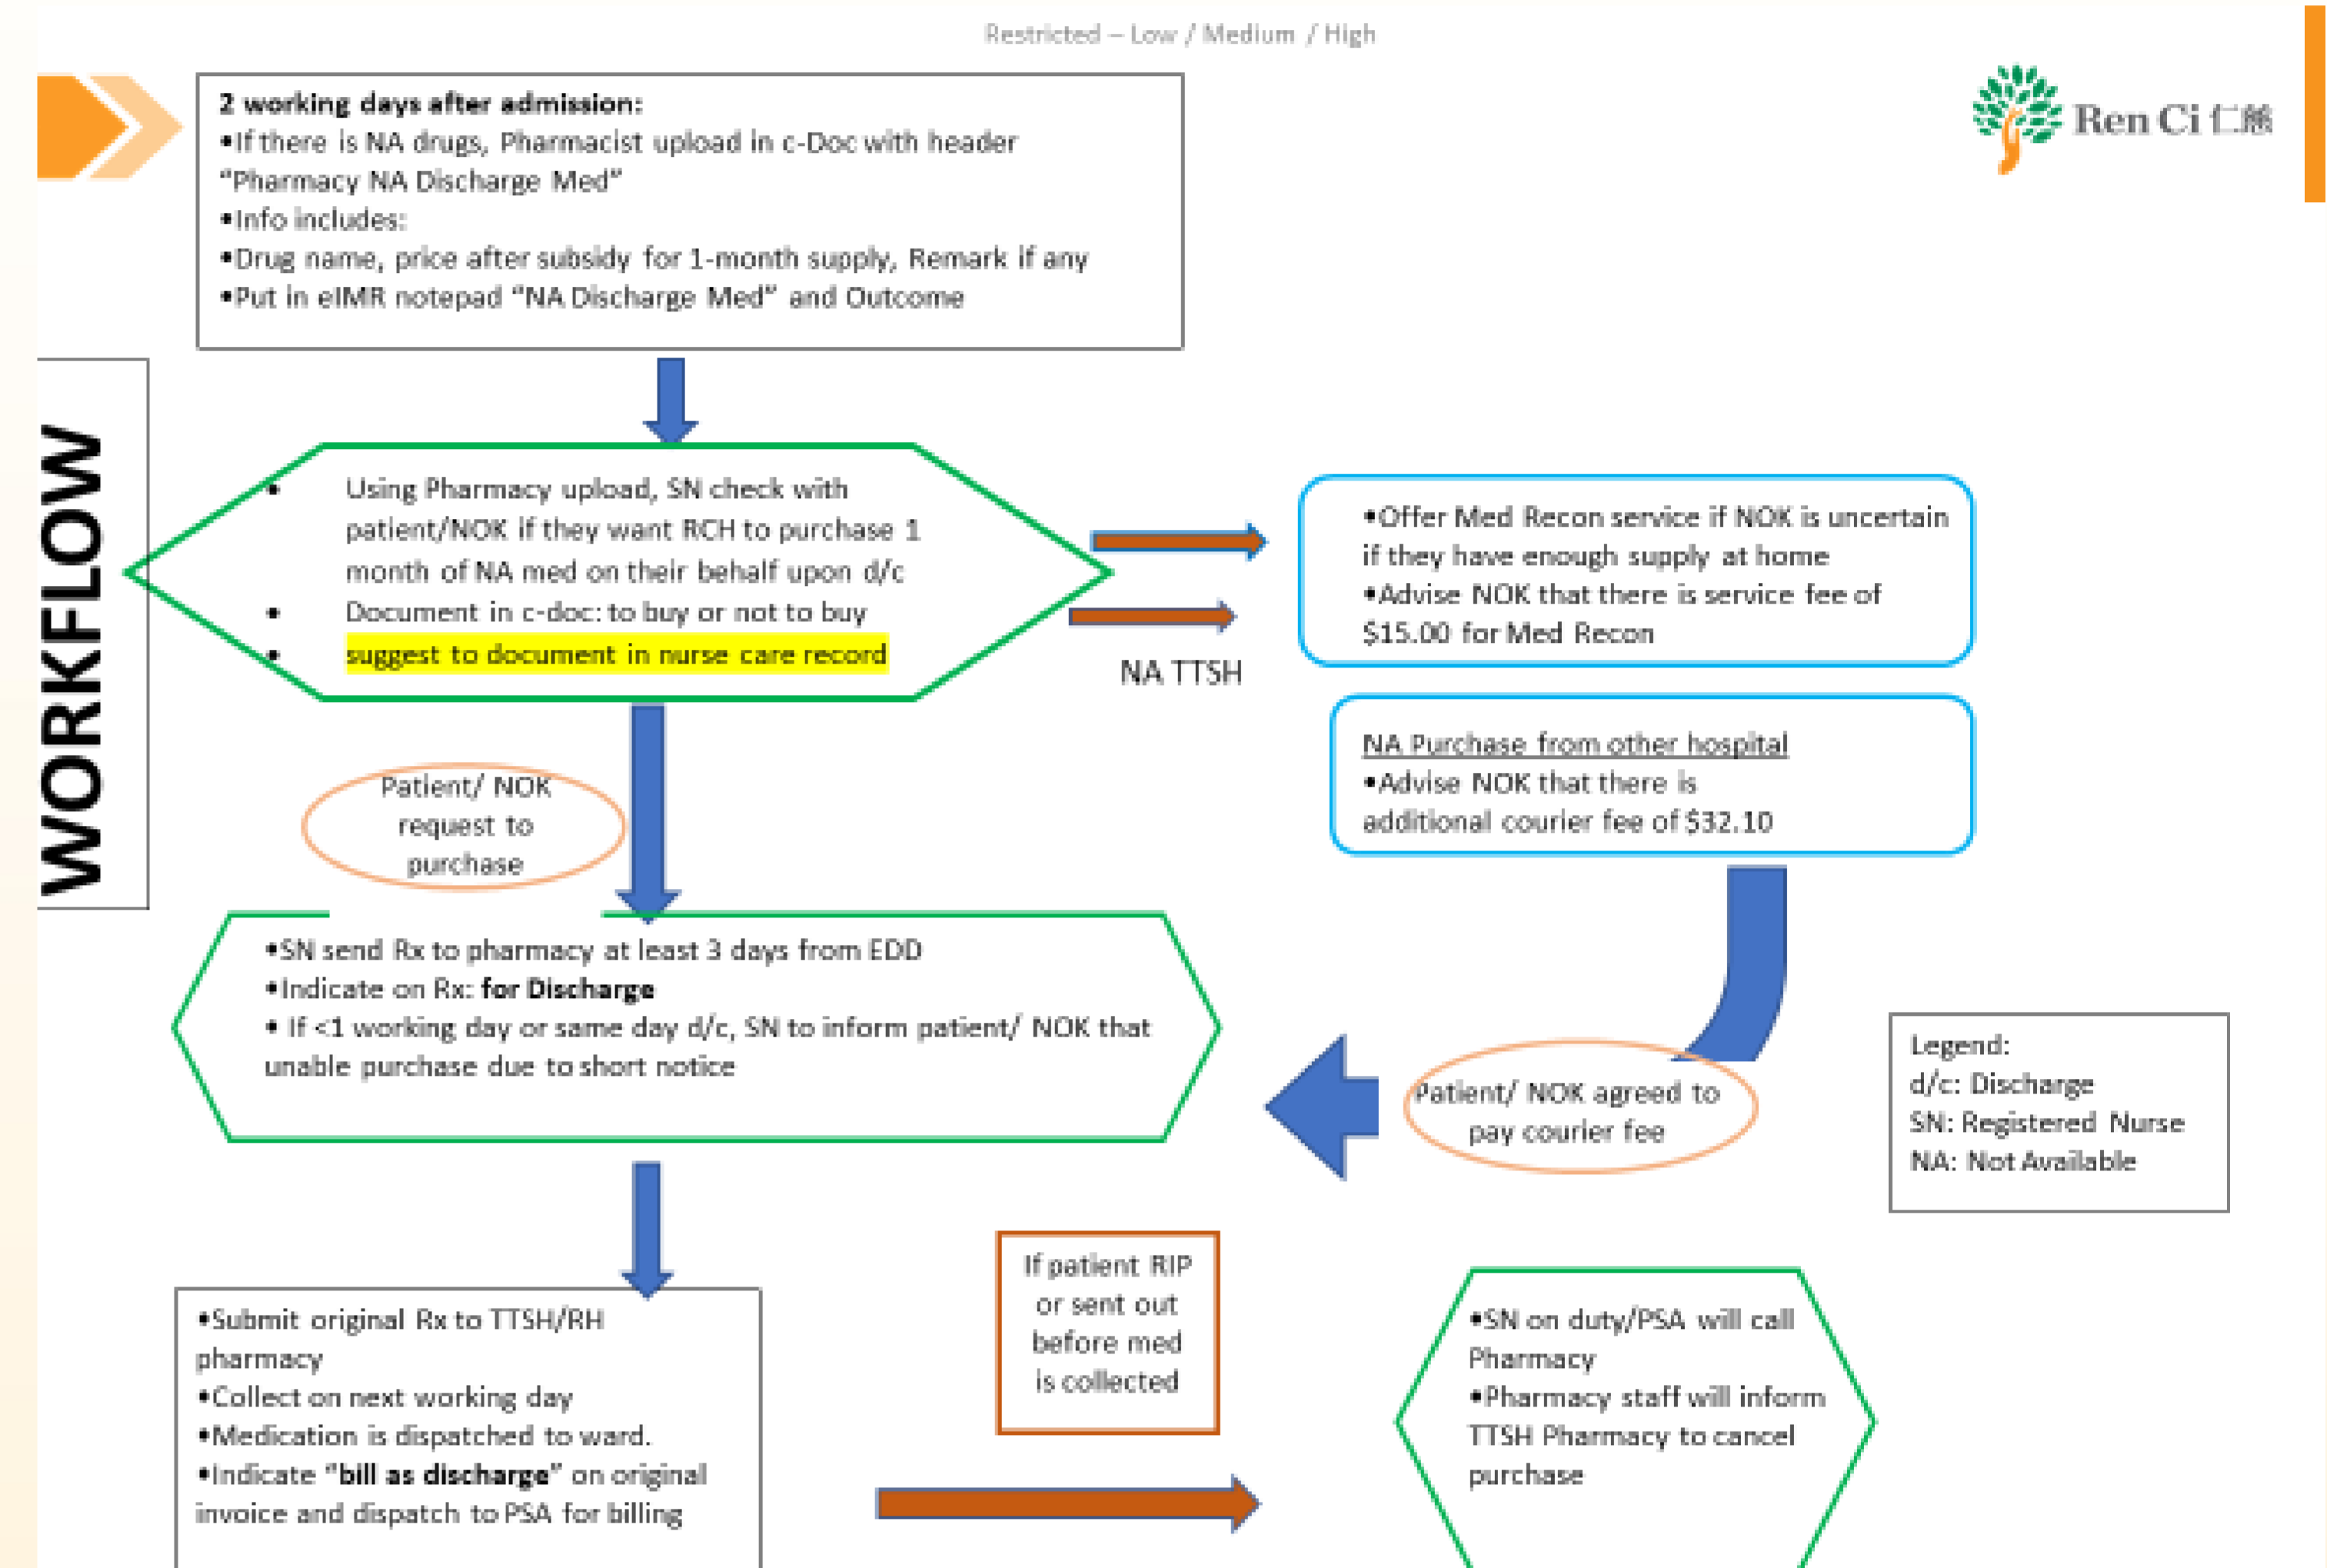 Restricted – Low / Medium / High
Ren Ci 仁慈
2 working days after admission:
•If there is NA drugs, Pharmacist upload in c-Doc with header
“Pharmacy NA Discharge Med”
•Info includes:
•Drug name, price after subsidy for 1-month supply, Remark if any
•Put in eIMR notepad “NA Discharge Med” and Outcome
WORKFLOW
• Using Pharmacy upload, SN check with
patient/NOK if they want RCH to purchase 1
month of NA med on their behalf upon d/c
• Document in c-doc: to buy or not to buy
• suggest to document in nurse care record
•Offer Med Recon service if NOK is uncertain
if they have enough supply at home
•Advise NOK that there is service fee of
$15.00 for Med Recon
NA TTSH
NA Purchase from other hospital
•Advise NOK that there is
additional courier fee of $32.10
Patient/ NOK
request to
purchase
•SN send Rx to pharmacy at least 3 days from EDD
•Indicate on Rx: for Discharge
• If <1 working day or same day d/c, SN to inform patient/ NOK that
unable purchase due to short notice
Patient/ NOK agreed to
pay courier fee
Legend:
d/c: Discharge
SN: Registered Nurse
NA: Not Available
•Submit original Rx to TTSH/RH
pharmacy
•Collect on next working day
•Medication is dispatched to ward.
•Indicate “bill as discharge” on original
invoice and dispatch to PSA for billing
If patient RIP
or sent out
before med
is collected
•SN on duty/PSA will call
Pharmacy
•Pharmacy staff will inform
TTSH Pharmacy to cancel
purchase